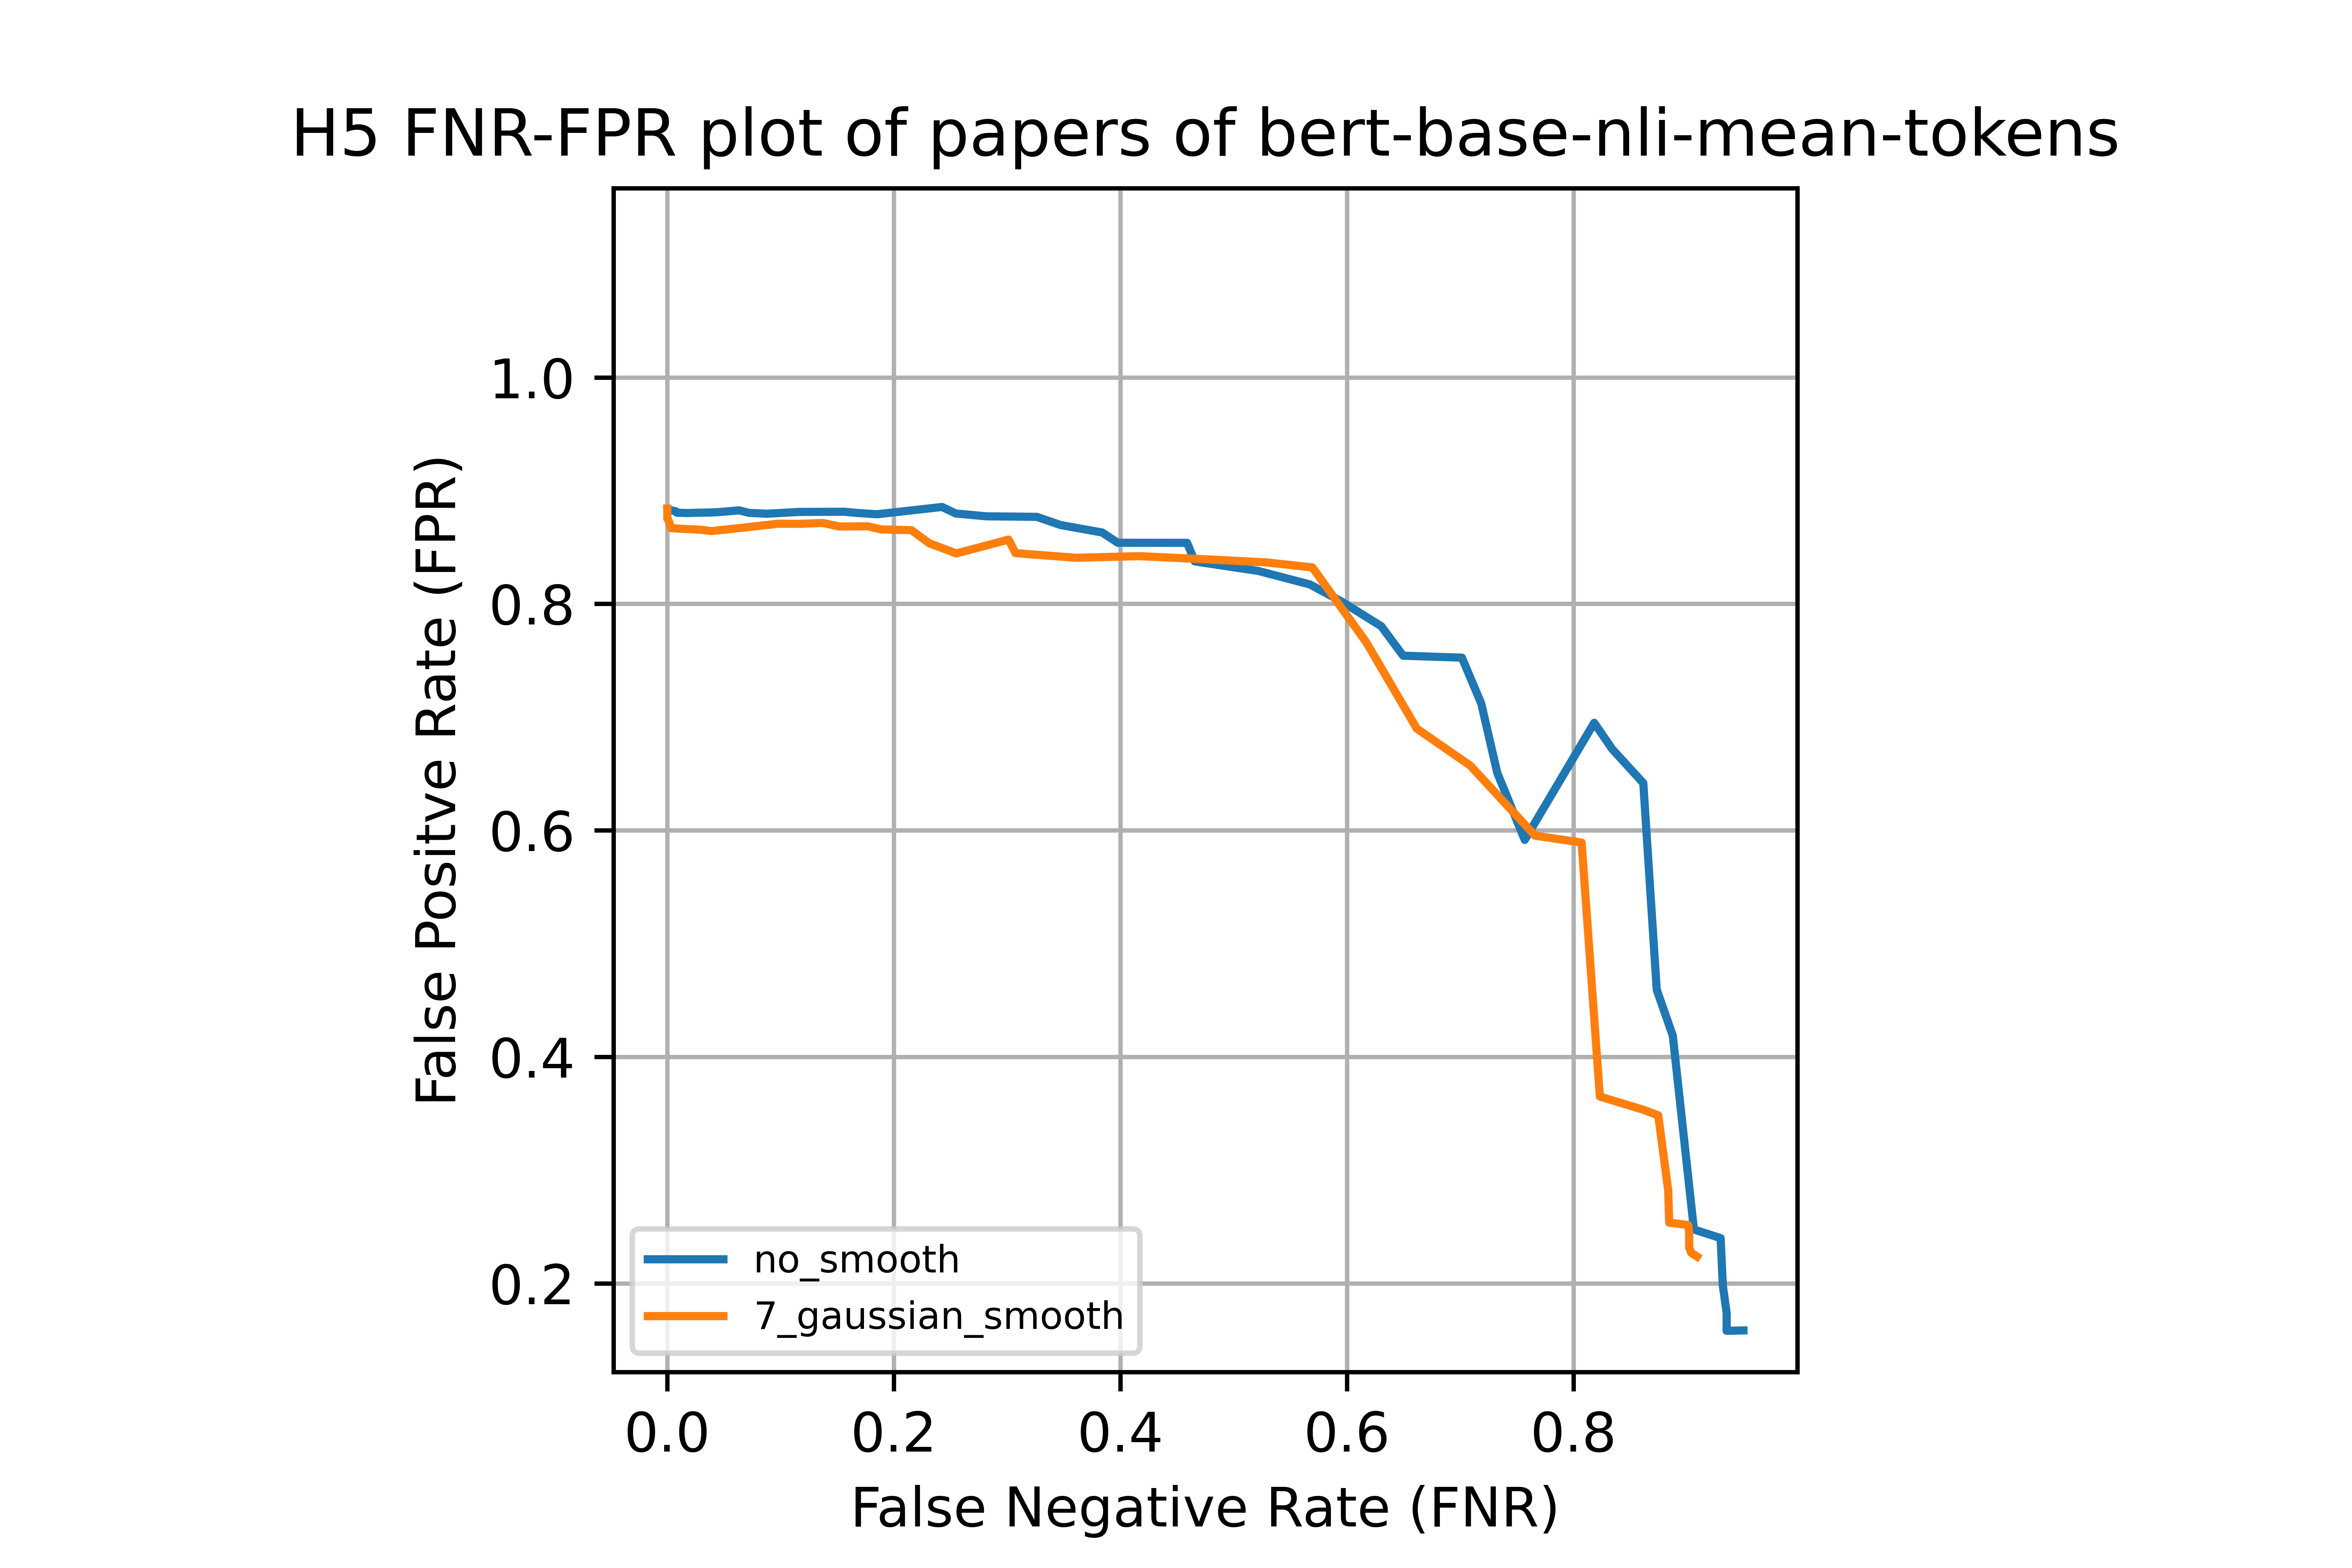 H5 FNR-FPR plot of papers of bert-base-nli-mean-tokens
False Positve Rate (FPR)
1.0
0.8
0.6
0.4
0.2
no_smooth
7_gaussian_smooth
0.0 0.2 0.4 0.6 0.8
False Negative Rate (FNR)